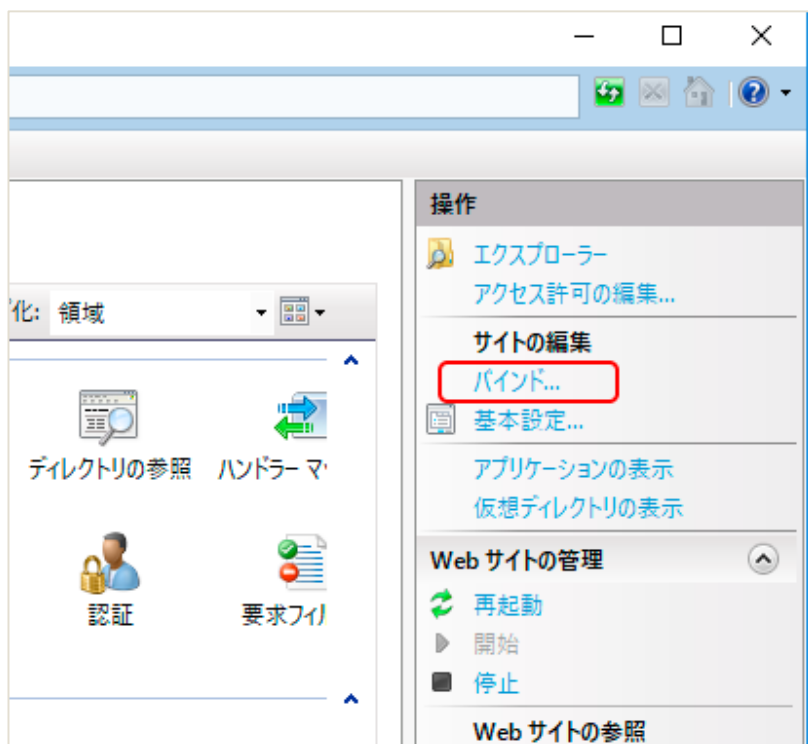 操作
エクスプローラー
アクセス許可の編集...
化: 領域
サイトの編集
バインド...
基本設定...
ディレクトリの参照
ハンドラー マ
アプリケーションの表示
仮想ディレクトリの表示
Web サイトの管理
認証
要求フィル
再起動
開始
停止
Web サイトの参照